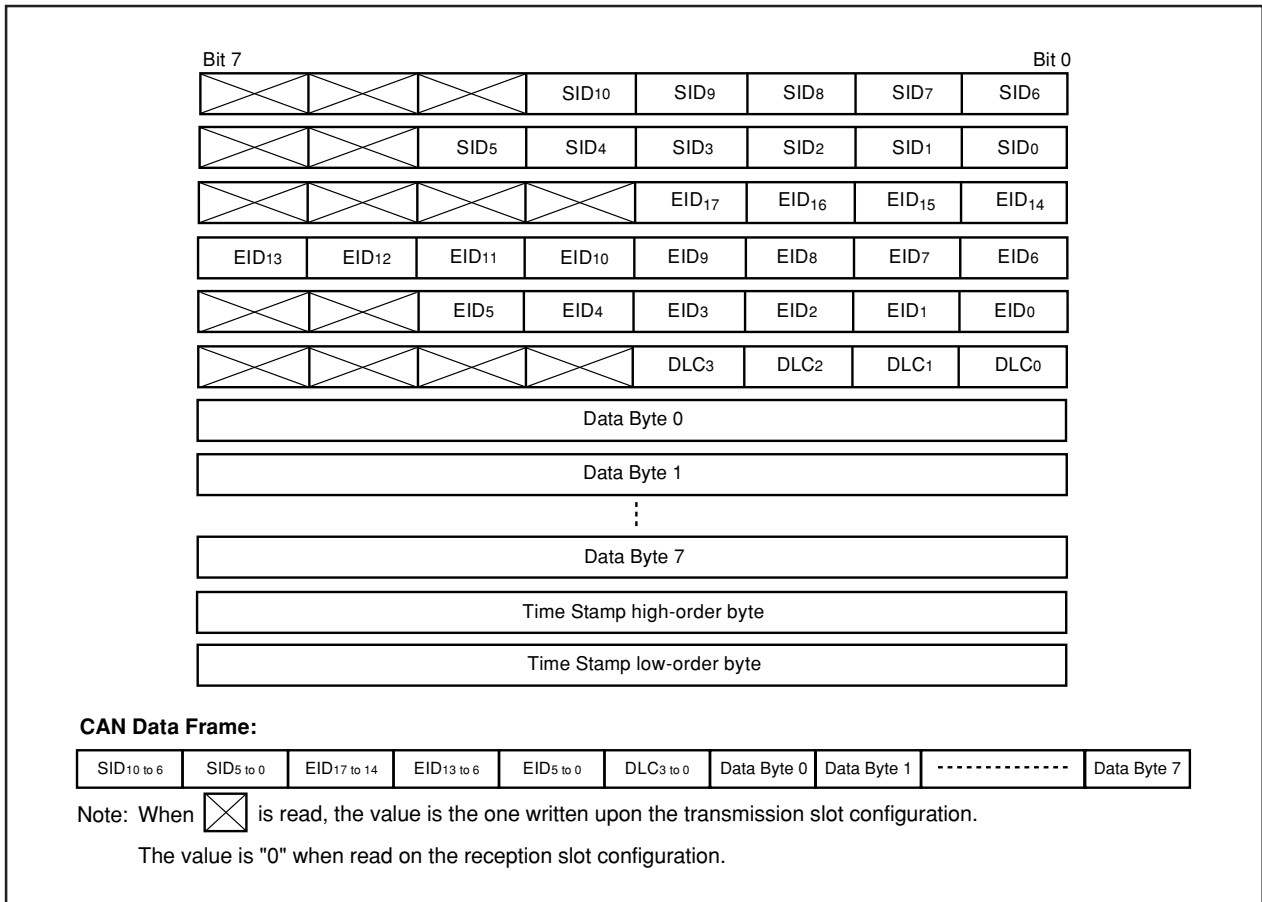 Bit 7 Bit 0
SID10 SID9 SID8 SID7 SID6
SID5 SID4 SID3 SID2 SID1 SID0
EID17 EID16 EID15 EID14
EID13 EID12 EID11 EID10 EID9 EID8 EID7 EID6
EID5 EID4 EID3 EID2 EID1 EID0
DLC3 DLC2 DLC1 DLC0
Data Byte 0
Data Byte 1
Data Byte 7
Time Stamp high-order byte
Time Stamp low-order byte
CAN Data Frame:
SID10 to 6 SID5 to 0 EID17 to 14 EID13 to 6 EID5 to 0 DLC3 to 0 Data Byte 0 Data Byte 1 Data Byte 7
Note: When is read, the value is the one written upon the transmission slot configuration.
The value is "0" when read on the reception slot configuration.